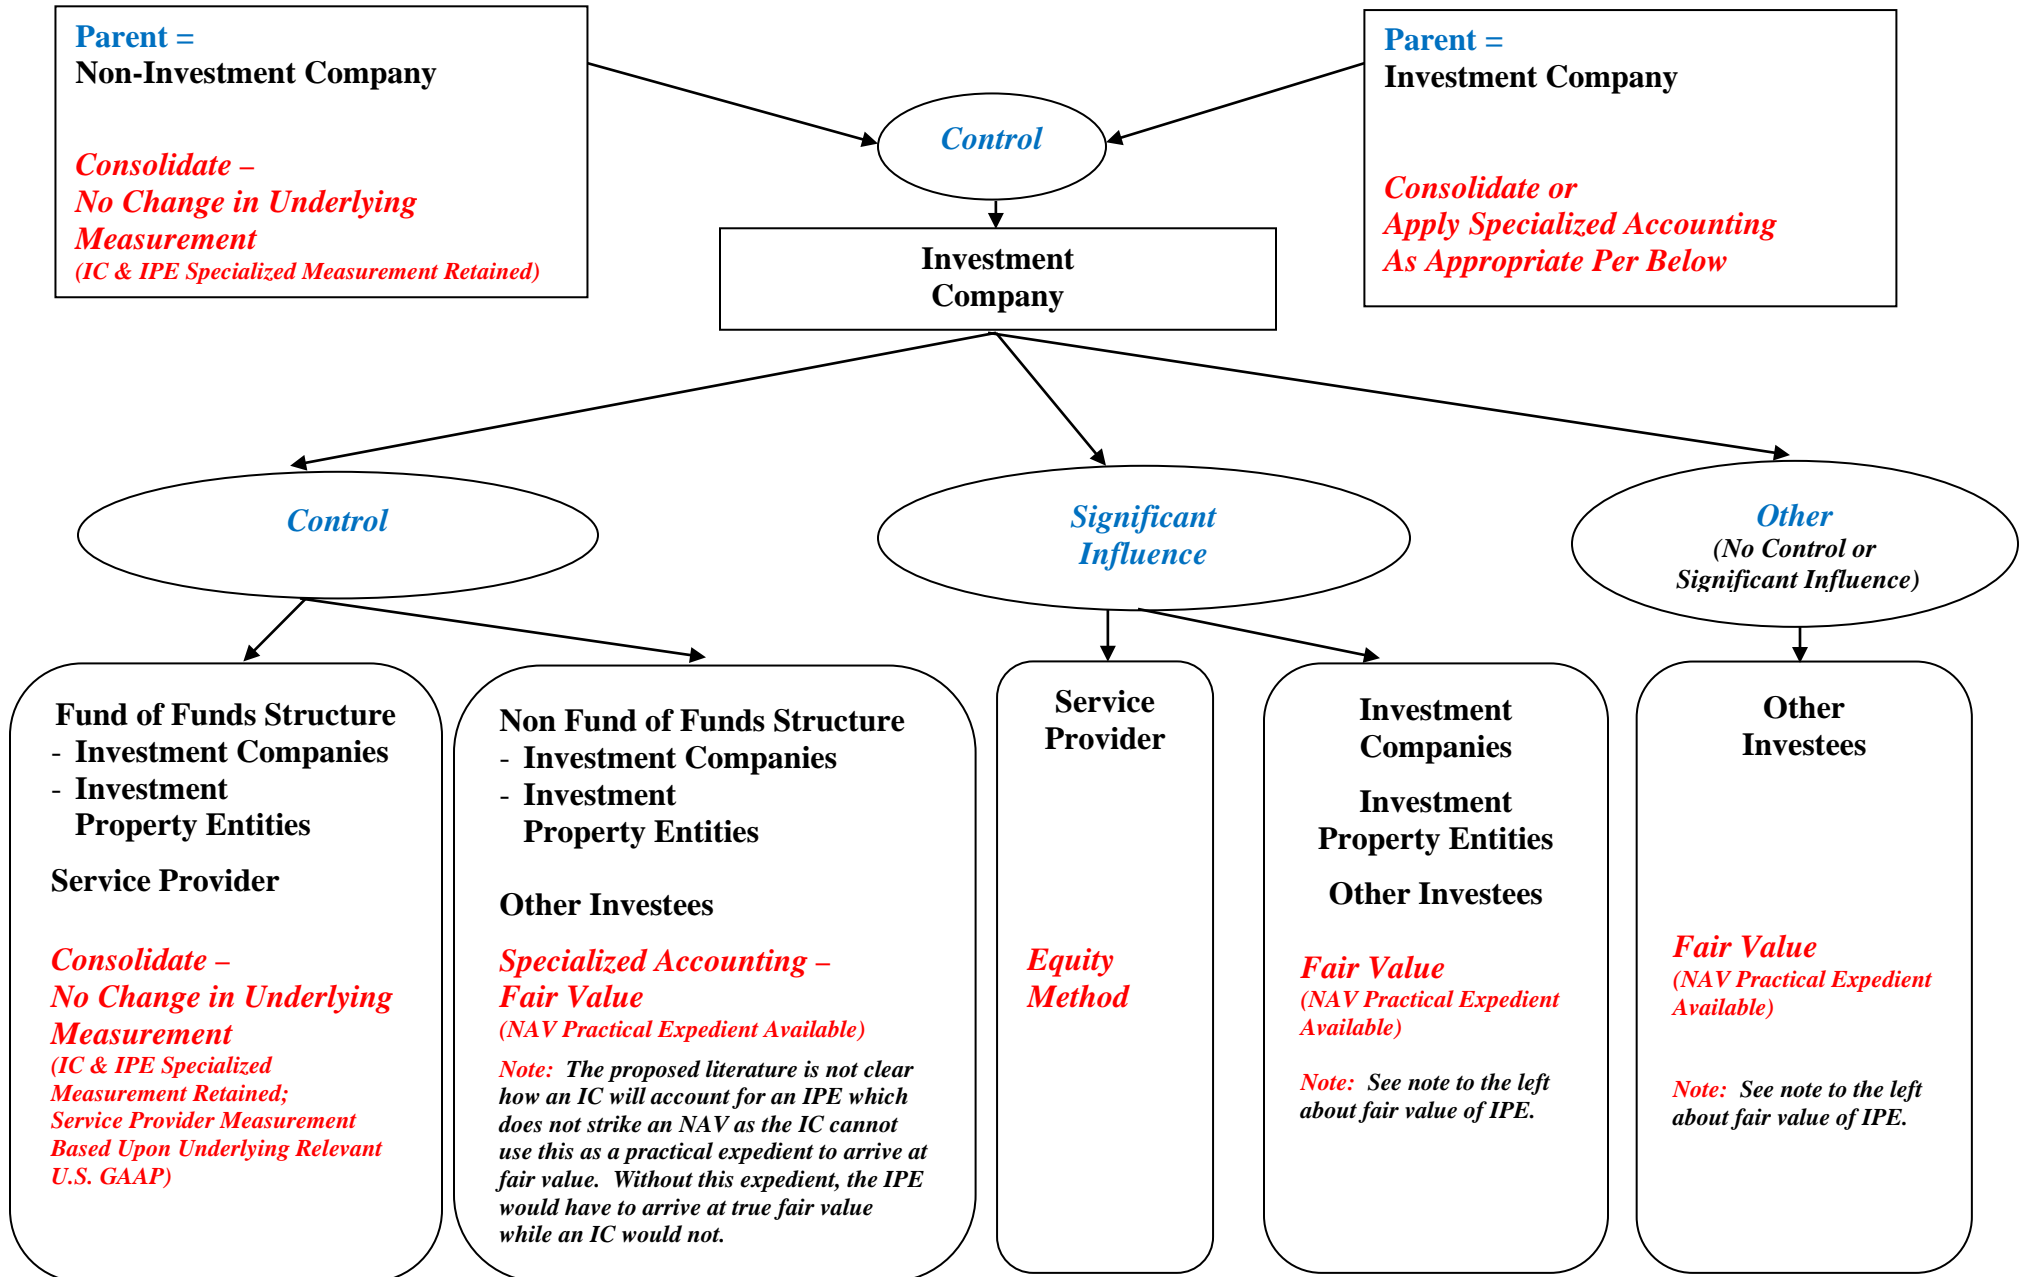 Parent =
Non-Investment Company
Consolidate –
No Change in Underlying
Measurement
(IC & IPE Specialized Measurement Retained)
Control
Parent =
Investment Company
Consolidate or
Apply Specialized Accounting
As Appropriate Per Below
Investment
Company
Control
Significant
Influence
Other
(No Control or
Significant Influence)
Fund of Funds Structure
- Investment Companies
- Investment
Property Entities
Service Provider
Consolidate –
No Change in Underlying
Measurement
(IC & IPE Specialized
Measurement Retained;
Service Provider Measurement
Based Upon Underlying Relevant
U.S. GAAP)
Non Fund of Funds Structure
- Investment Companies
- Investment
Property Entities
Other Investees
Specialized Accounting –
Fair Value
(NAV Practical Expedient Available)
Note: The proposed literature is not clear
how an IC will account for an IPE which
does not strike an NAV as the IC cannot
use this as a practical expedient to arrive at
fair value. Without this expedient, the IPE
would have to arrive at true fair value
while an IC would not.
Service
Provider
Equity
Method
Investment
Companies
Investment
Property Entities
Other Investees
Fair Value
(NAV Practical Expedient
Available)
Note: See note to the left
about fair value of IPE.
Other
Investees
Fair Value
(NAV Practical Expedient
Available)
Note: See note to the left
about fair value of IPE.